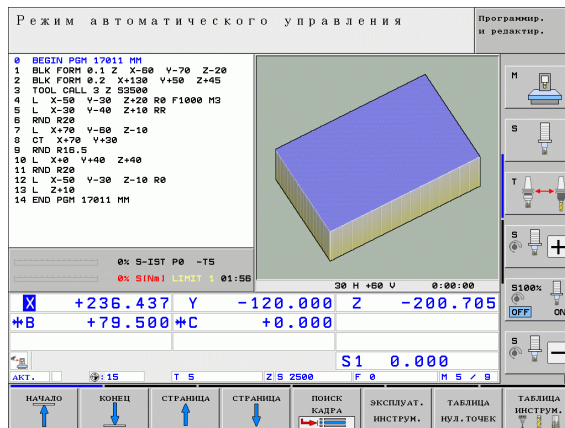 Режим автоматического управления
Программир.
и редактир.
0 BEGIN PGM 17011 MM
1 BLK FORM 0.1 Z X-60 Y-70 Z-20
2 BLK FORM 0.2 X+130 Y+50 Z+45
3 TOOL CALL 3 Z S3500
4 L X-50 Y-30 Z+20 R0 F1000 M3
5 L X-30 Y-40 Z+10 RR
6 RND R20
7 L X+70 Y-60 Z-10
8 CT X+70 Y+30
9 RND R16.5
10 L X+0 Y+40 Z+20
11 RND R20
12 L X-50 Y-30 Z-10 R0
13 L Z+10
14 END PGM 17011 MM
M
S
T
S
S100%
OFF ON
S
0% S-IST P0 -T5
0% S[Nm] LIMIT 1 01:56
30 H +60 V 0:00:00
X +236.437 Y -120.000 Z -200.705
+B +79.500 +C +0.000
S1 0.000
АКТ. :15 T 5 Z S 2500 F 0 M 5 / 9
НАЧАЛО
КОНЕЦ
СТРАНИЦА
СТРАНИЦА
ПОИСК
КАДРА
ЭКСПЛУАТ.
ИНСТРУМ.
ТАБЛИЦА
НУЛ.ТОЧЕК
ТАБЛИЦА
ИНСТРУМ.